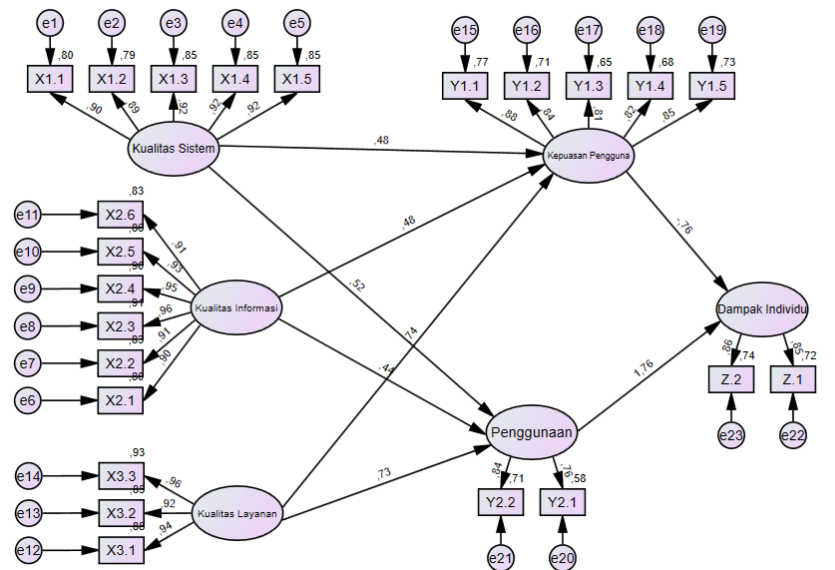 e1 e2 e3 e4 e5
,80 ,79 ,85 ,85 ,85
X1.1 X1.2 X1.3 X1.4 X1.5
,90 ,89 ,92 ,92 ,92
Kualitas Sistem
e15 e16 e17 e18 e19
,77 ,71 ,65 ,68 ,73
Y1.1 Y1.2 Y1.3 Y1.4 Y1.5
,88 ,84 ,81 ,82 ,85
Kepuasan Pengguna
,48
,48
,52
,74
,44
,73
-,76
1,76
,83
e11 X2.6 ,91
e10 X2.5 ,93
,90
e9 X2.4 ,95
,91
e8 X2.3 ,96
,83
e7 X2.2 ,91
,80
e6 X2.1 ,90
Kualitas Informasi
,93
e14 X3.3 ,96
,85
e13 X3.2 ,92
,88
e12 X3.1 ,94
Kualitas Layanan
Penggunaan
,84 ,71 ,76 ,58
Y2.2 Y2.1
e21 e20
Dampak Individu
,86 ,74 ,85 ,72
Z.2 Z.1
e23 e22